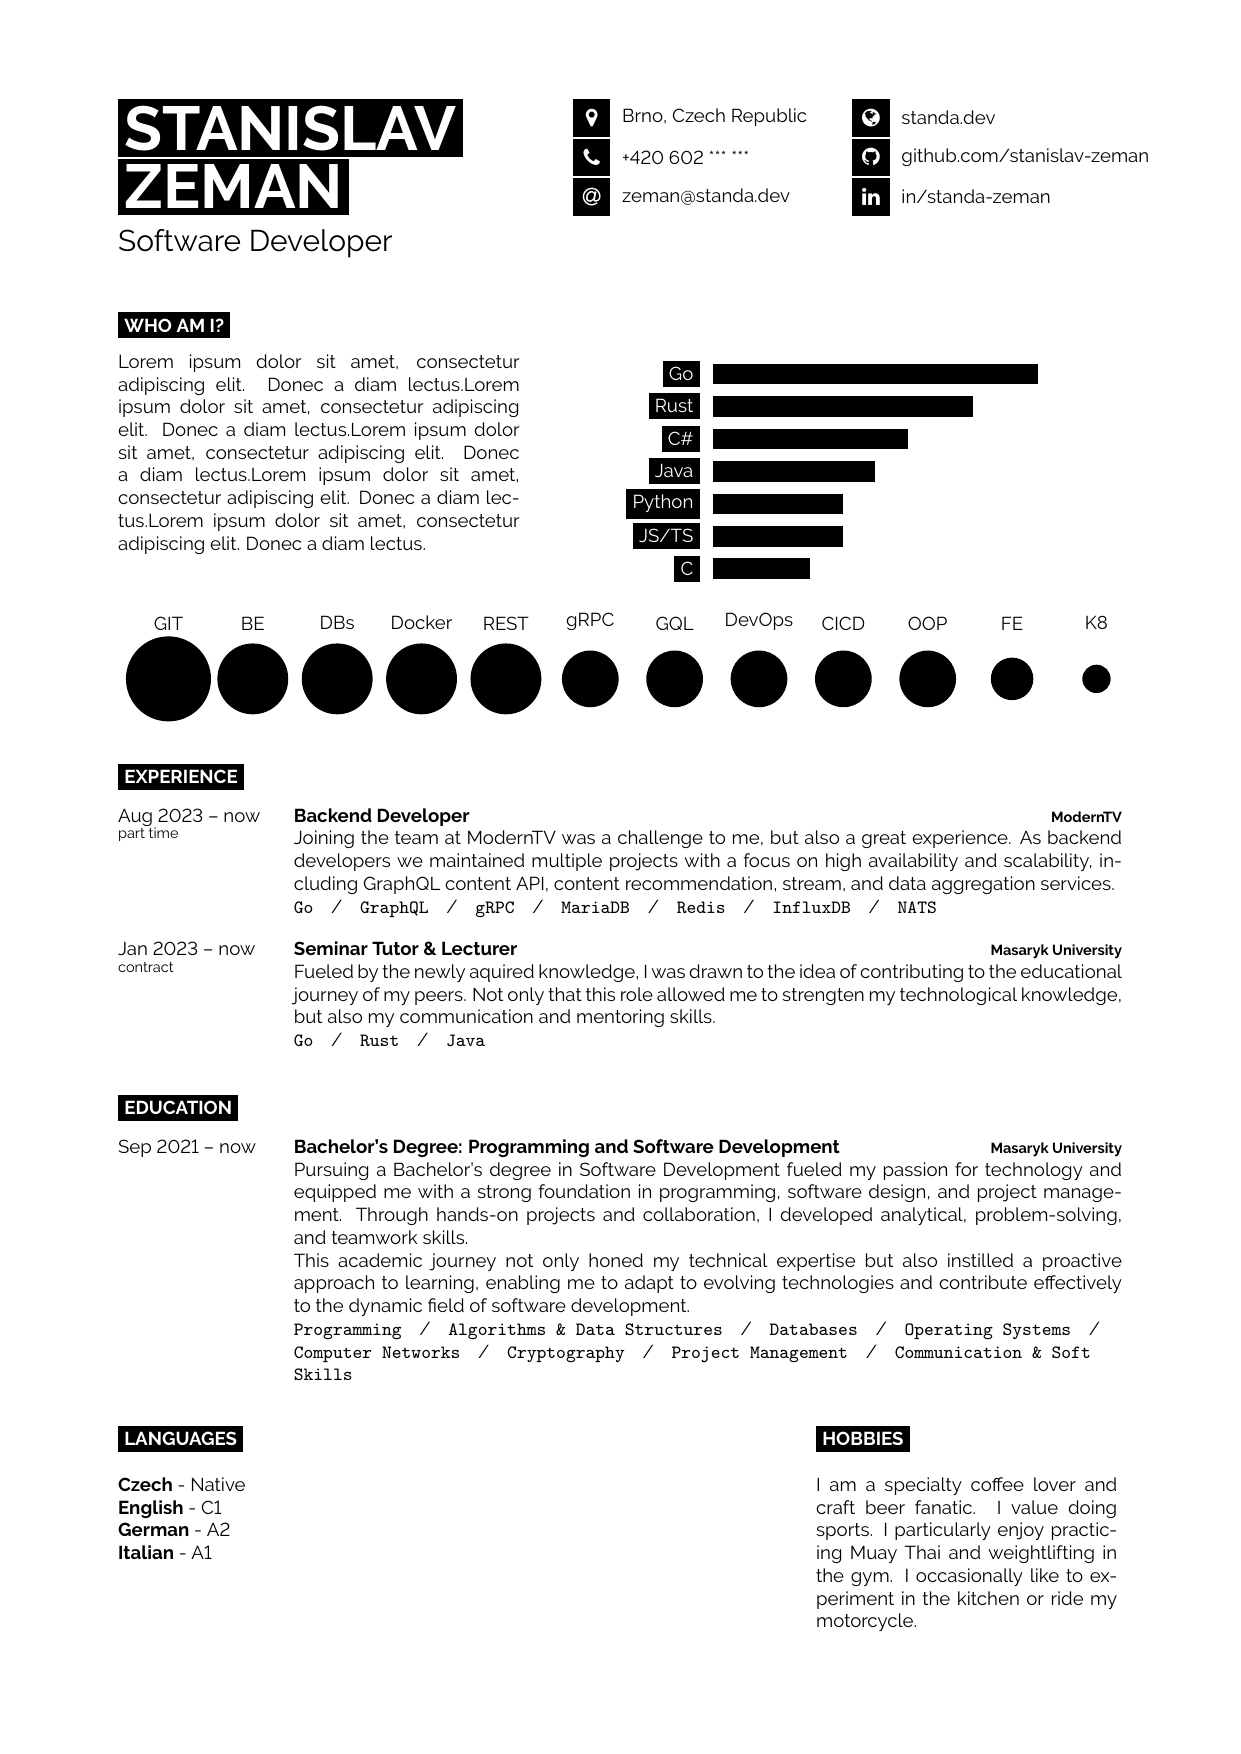 STANISLAV
ZEMAN
Software Developer
Brno, Czech Republic
+420 602 *** ***
zeman@standa.dev
standa.dev
github.com/stanislav-zeman
in/standa-zeman
WHO AM I?
Lorem ipsum dolor sit amet, consectetur
adipiscing elit. Donec a diam lectus.Lorem
ipsum dolor sit amet, consectetur adipiscing
elit. Donec a diam lectus.Lorem ipsum dolor
sit amet, consectetur adipiscing elit. Donec
a diam lectus.Lorem ipsum dolor sit amet,
consectetur adipiscing elit. Donec a diam lec-
tus.Lorem ipsum dolor sit amet, consectetur
adipiscing elit. Donec a diam lectus.
Go
Rust
C#
Java
Python
JS/TS
C
GIT BE DBs Docker REST gRPC GQL DevOps CICD OOP FE K8
EXPERIENCE
Aug 2023 – now
part time
Backend Developer ModernTV
Joining the team at ModernTV was a challenge to me, but also a great experience. As backend
developers we maintained multiple projects with a focus on high availability and scalability, in-
cluding GraphQL content API, content recommendation, stream, and data aggregation services.
Go / GraphQL / gRPC / MariaDB / Redis / InfluxDB / NATS
Jan 2023 – now
contract
Seminar Tutor & Lecturer Masaryk University
Fueled by the newly aquired knowledge, I was drawn to the idea of contributing to the educational
journey of my peers. Not only that this role allowed me to strengten my technological knowledge,
but also my communication and mentoring skills.
Go / Rust / Java
EDUCATION
Sep 2021 – now
Bachelor's Degree: Programming and Software Development Masaryk University
Pursuing a Bachelor's degree in Software Development fueled my passion for technology and
equipped me with a strong foundation in programming, software design, and project manage-
ment. Through hands-on projects and collaboration, I developed analytical, problem-solving,
and teamwork skills.
This academic journey not only honed my technical expertise but also instilled a proactive
approach to learning, enabling me to adapt to evolving technologies and contribute effectively
to the dynamic field of software development.
Programming / Algorithms & Data Structures / Databases / Operating Systems /
Computer Networks / Cryptography / Project Management / Communication & Soft
Skills
LANGUAGES
Czech - Native
English - C1
German - A2
Italian - A1
HOBBIES
I am a specialty coffee lover and
craft beer fanatic. I value doing
sports. I particularly enjoy practic-
ing Muay Thai and weightlifting in
the gym. I occasionally like to ex-
periment in the kitchen or ride my
motorcycle.